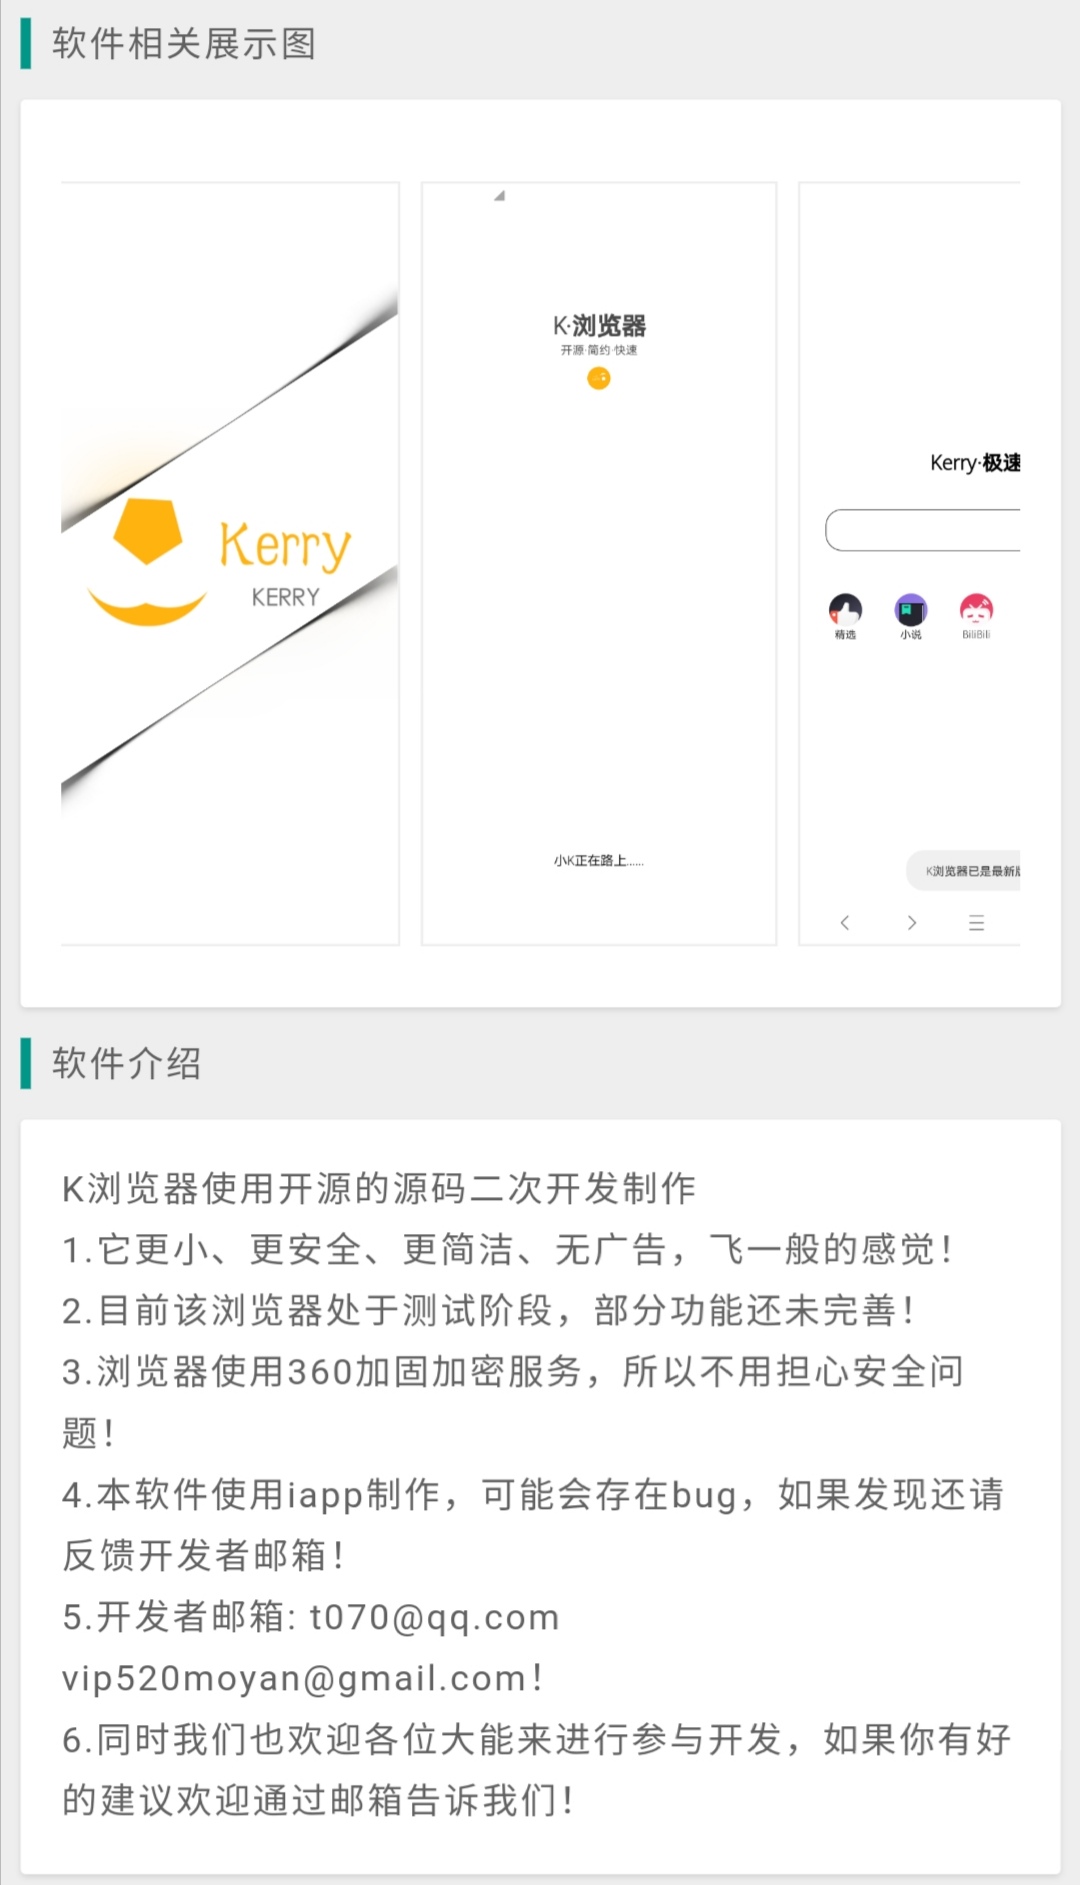 软件相关展示图
Kerry
KERRY
K·浏览器
开源·简约·快速
小K正在路上......
Kerry·极速
精选
小说
BiliBili
K浏览器已是最新
软件介绍
K浏览器使用开源的源码二次开发制作
1.它更小、更安全、更简洁、无广告，飞一般的感觉！
2.目前该浏览器处于测试阶段，部分功能还未完善！
3.浏览器使用360加固加密服务，所以不用担心安全问
题！
4.本软件使用iapp制作，可能会存在bug，如果发现还请
反馈开发者邮箱！
5.开发者邮箱: t070@qq.com
vip520moyan@gmail.com！
6.同时我们也欢迎各位大能来进行参与开发，如果你有好
的建议欢迎通过邮箱告诉我们！